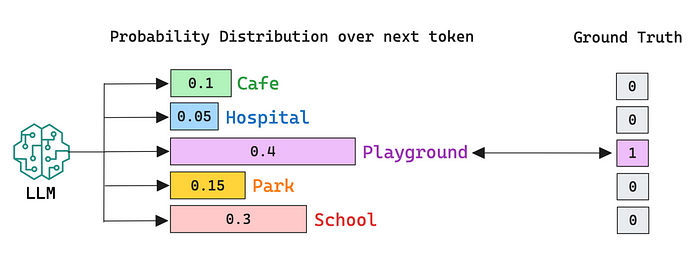 Probability Distribution over next token
Ground Truth
0.1 Cafe 0
0.05 Hospital 0
0.4 Playground 1
0.15 Park 0
0.3 School 0
LLM